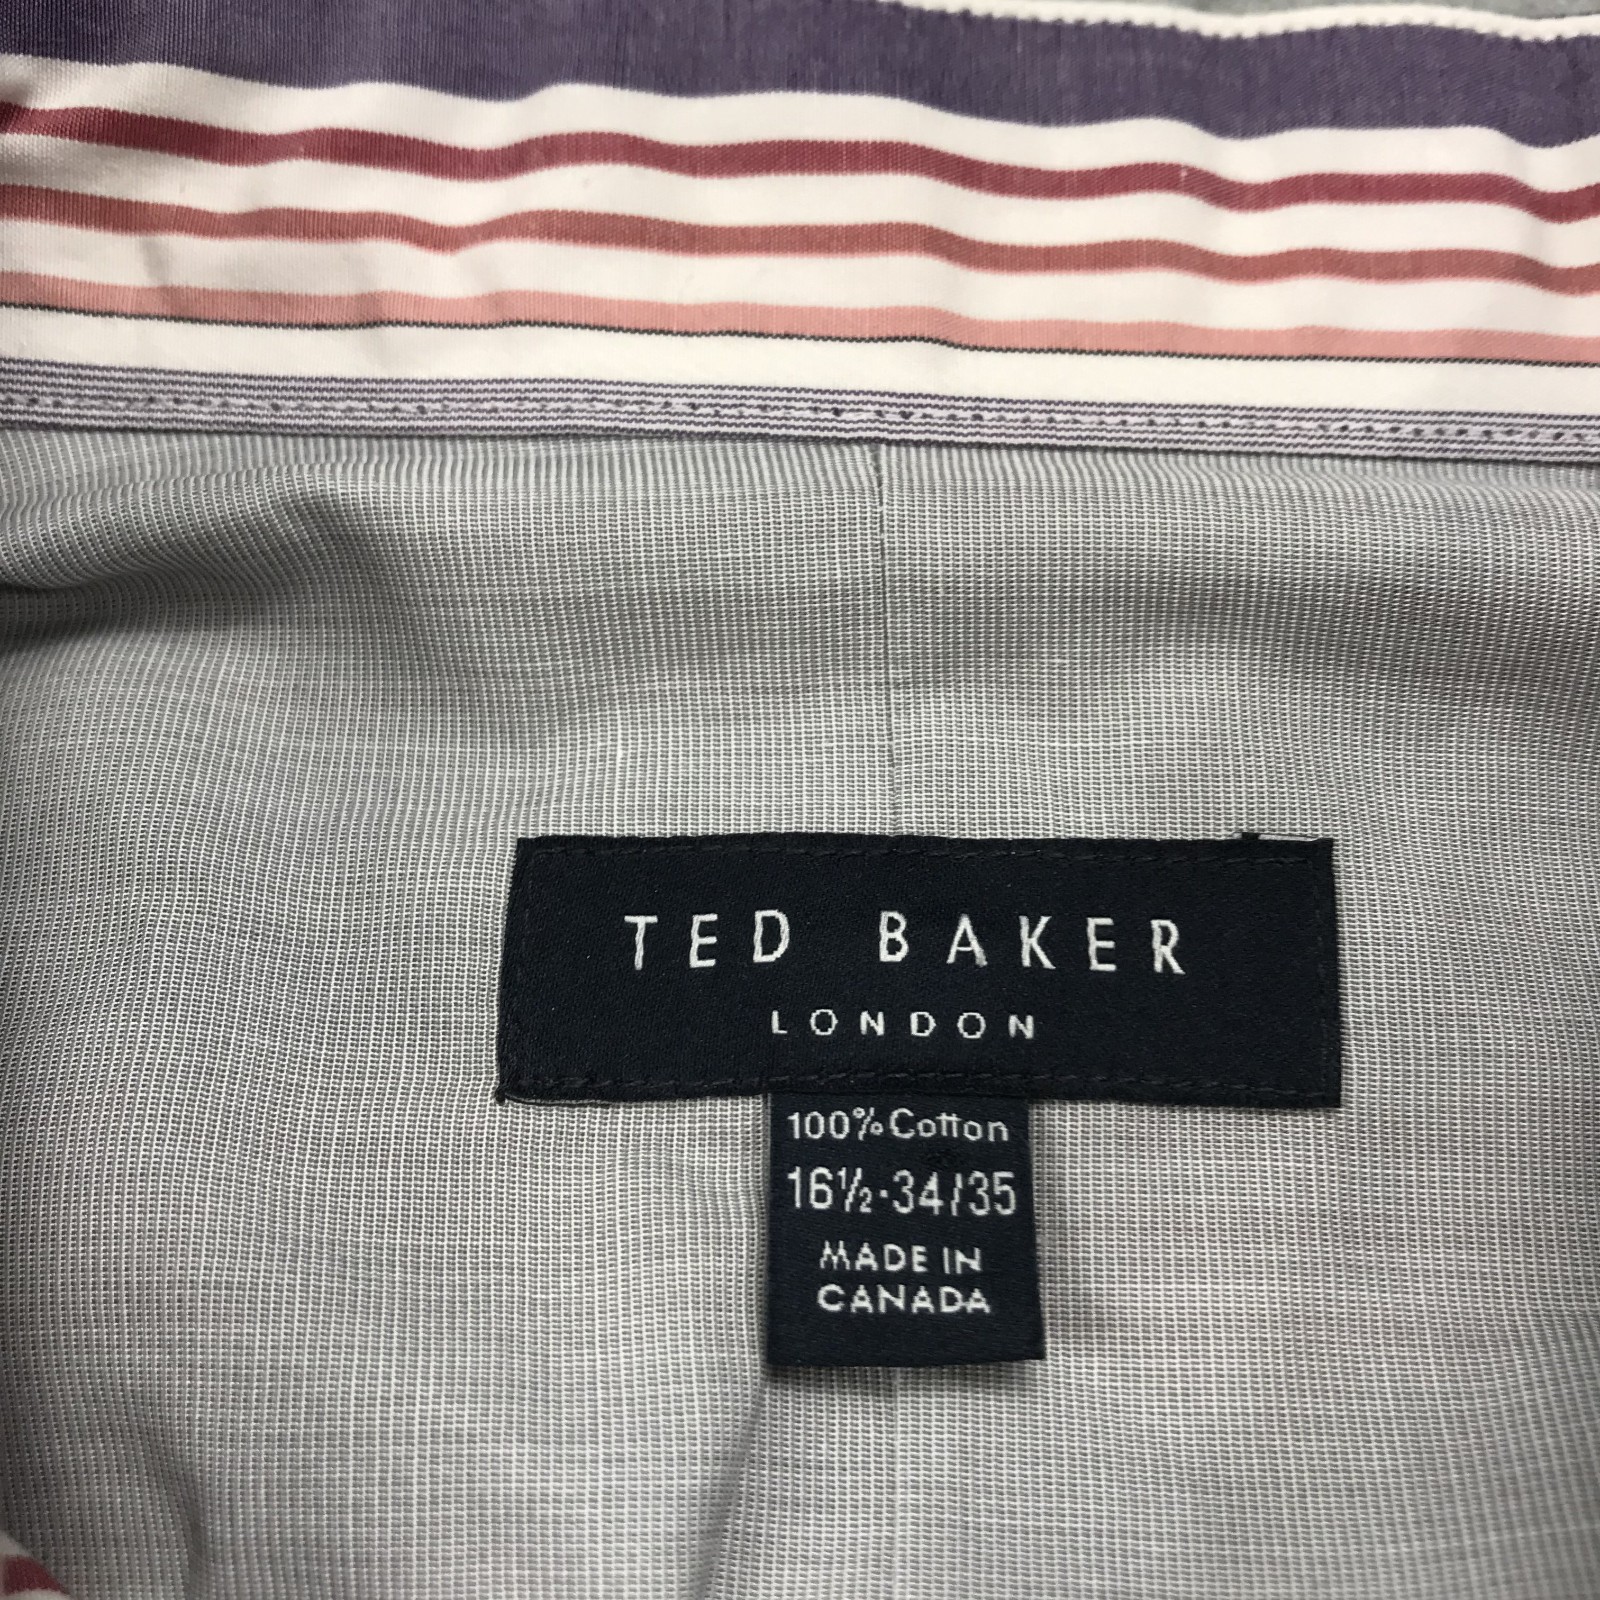 TED BAKER
LONDON
100% Cotton
16½·34/35
MADE IN
CANADA